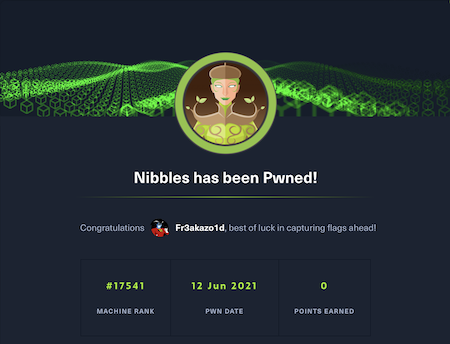 Nibbles has been Pwned!
Congratulations Fr3akazo1d, best of luck in capturing flags ahead!
#17541 12 Jun 2021 0
MACHINE RANK PWN DATE POINTS EARNED